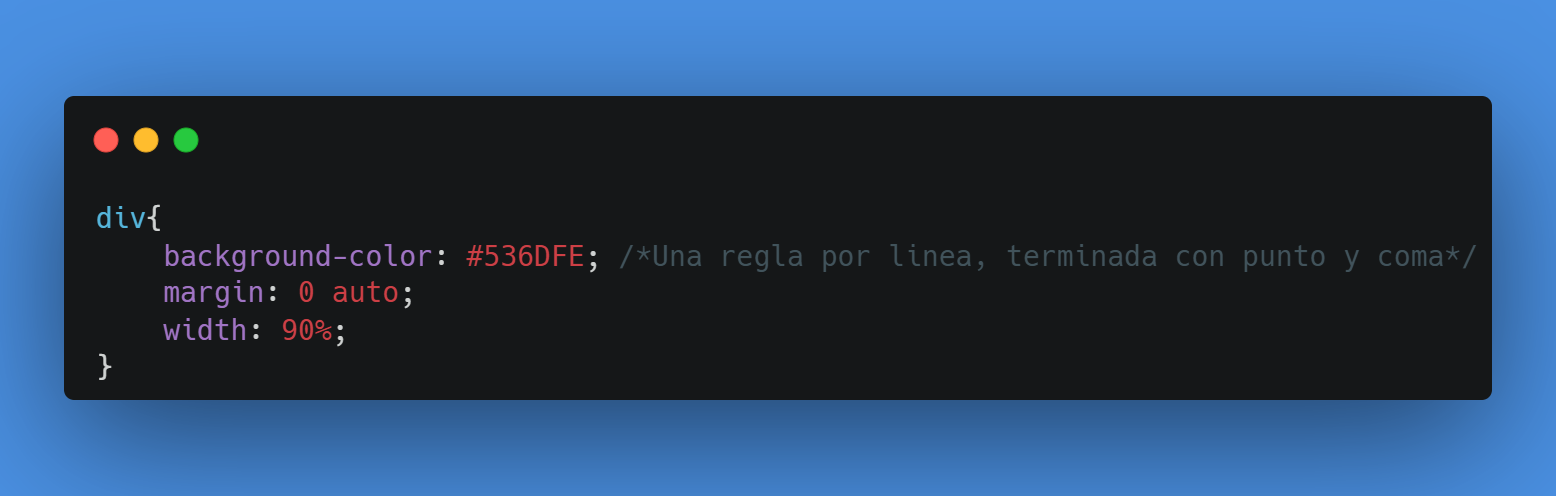 div{
    background-color: #536DFE; /*Una regla por linea, terminada con punto y coma*/
    margin: 0 auto;
    width: 90%;
}